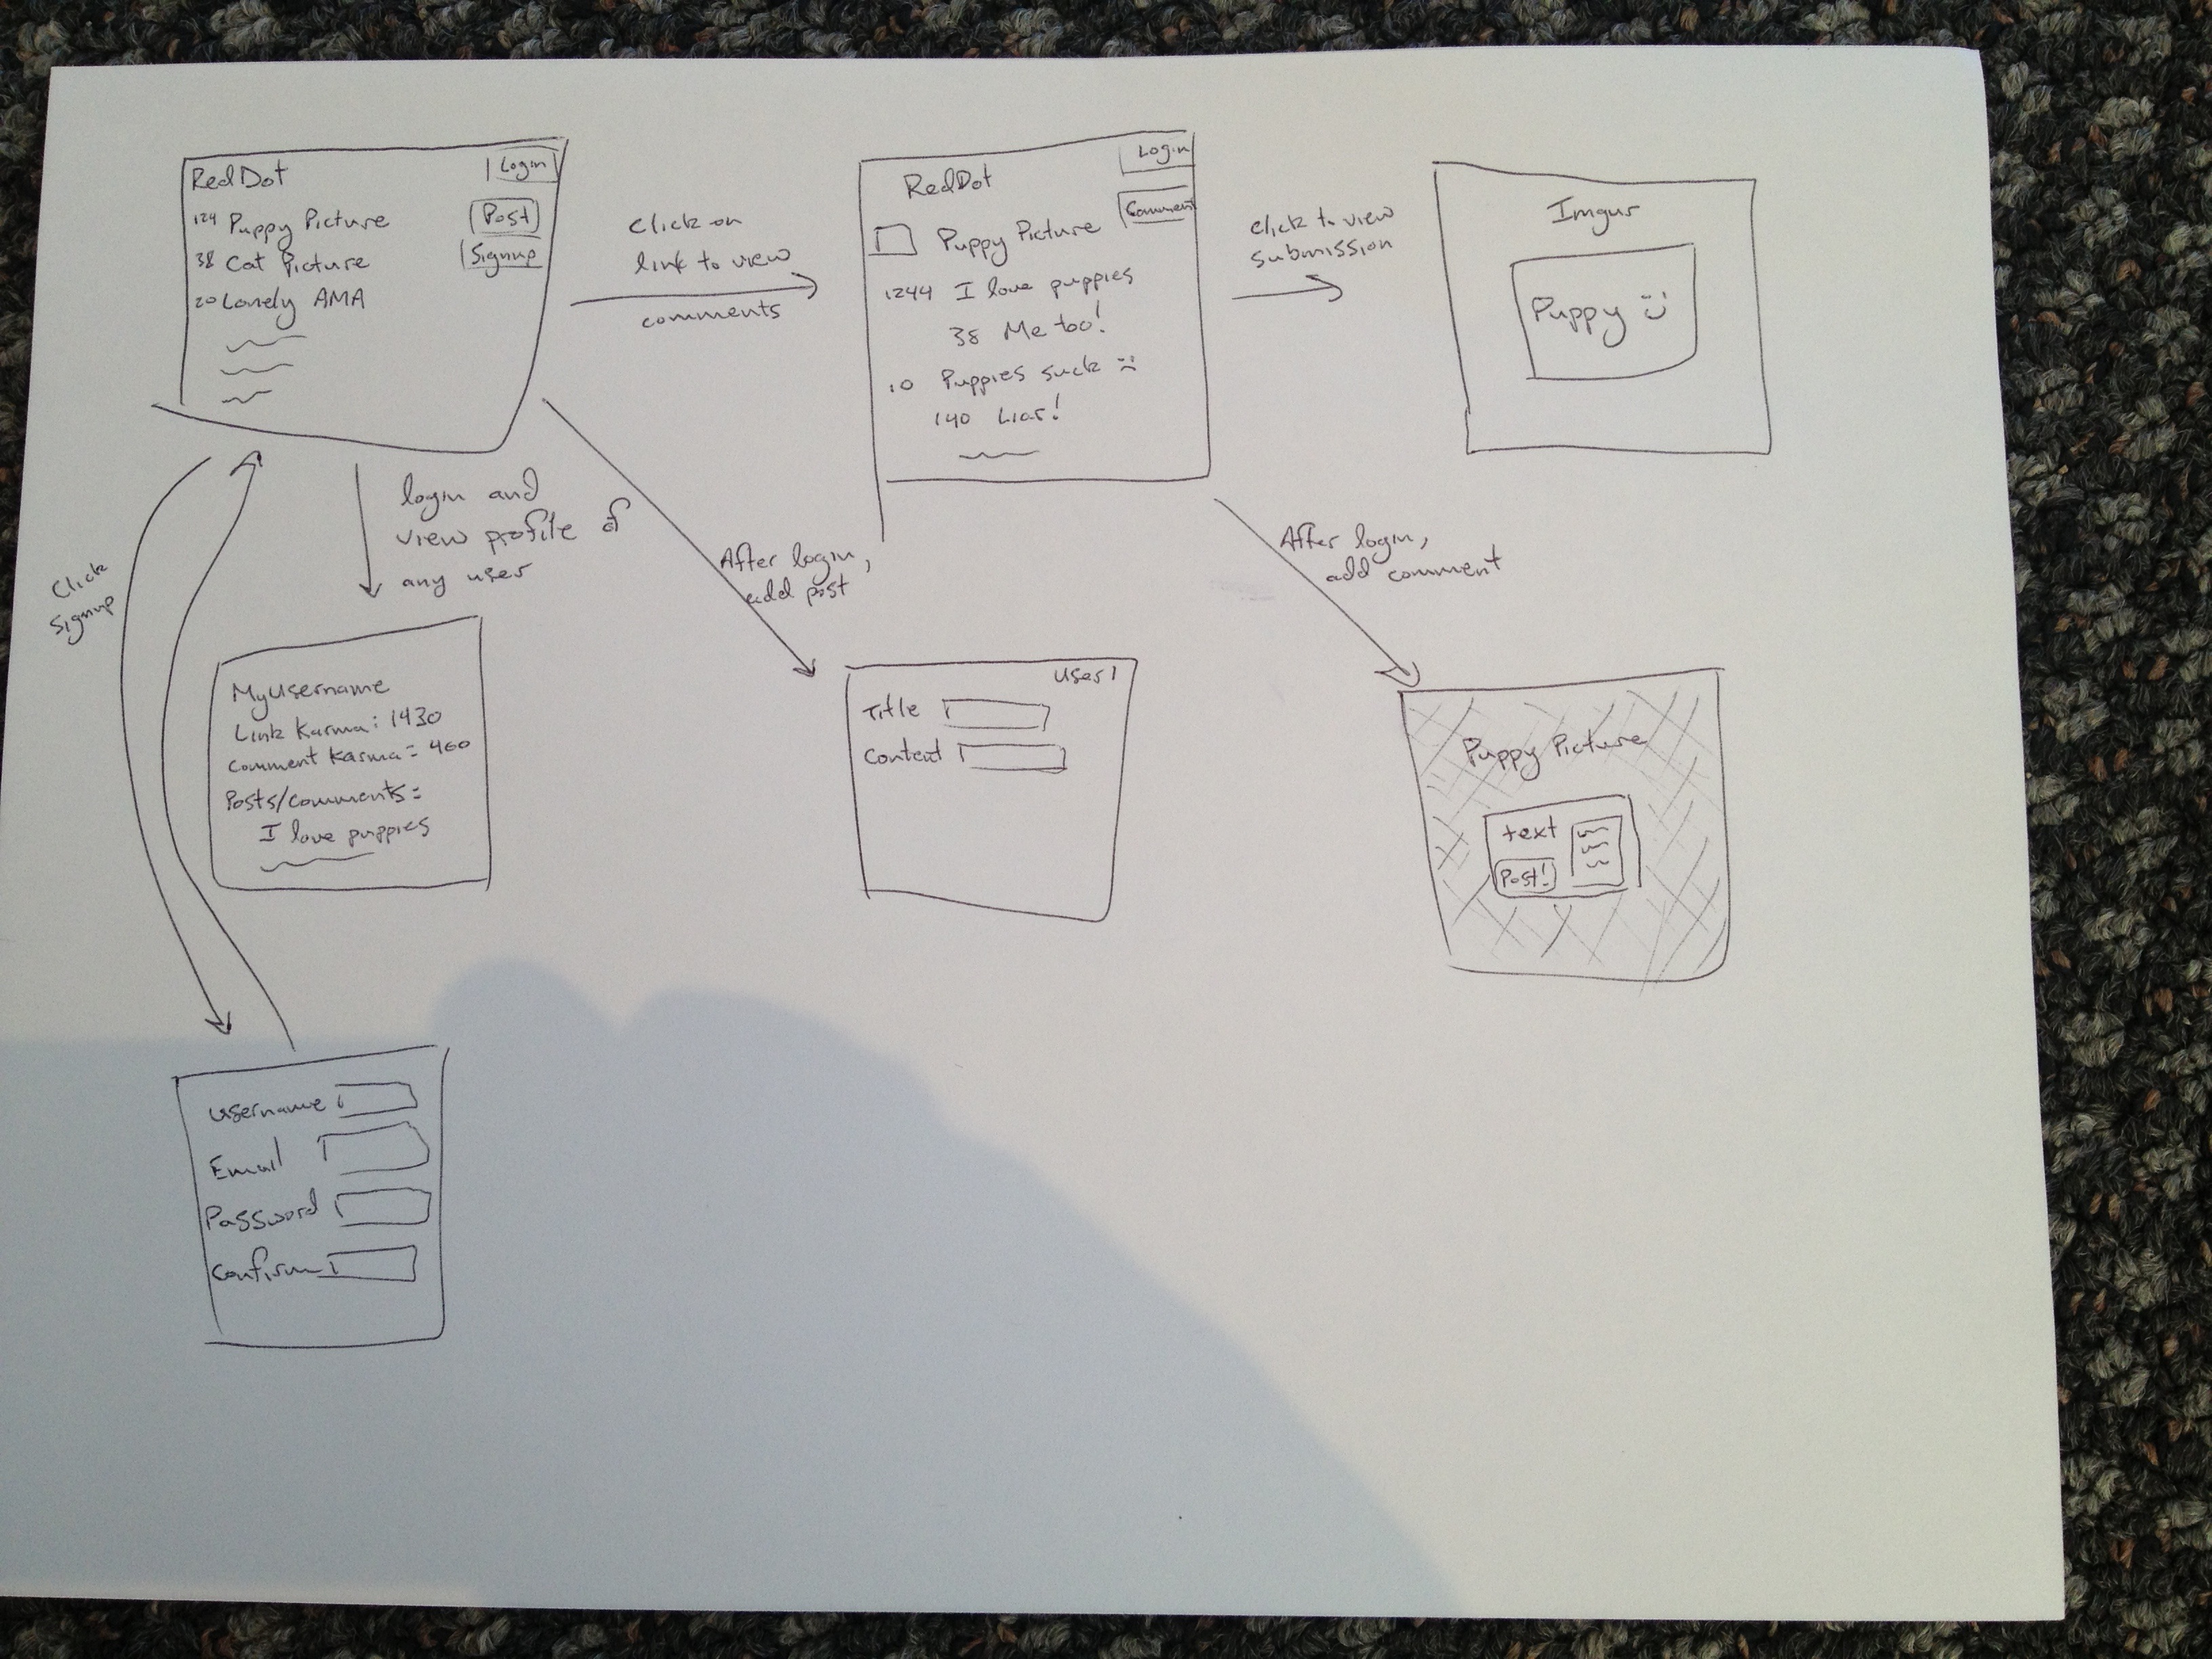 RedDot
Login
124 Puppy Picture
Post
38 Cat Picture
Signup
20 Lonely AMA
Click on
link to view
comments
RedDot
Login
Comment
Puppy Picture
1244 I love puppies
38 Me too!
10 Puppies suck :(
140 Liar!
click to view
submission
Imgur
Puppy :)
Click
Signup
login and
view profile of
any user
After login,
add post
After login,
add comment
MyUsername
Link Karma: 1430
Comment Karma: 460
Posts/comments:
I love puppies
User1
Title
Content
Puppy Picture
text
Post!
Username
Email
Password
Confirm